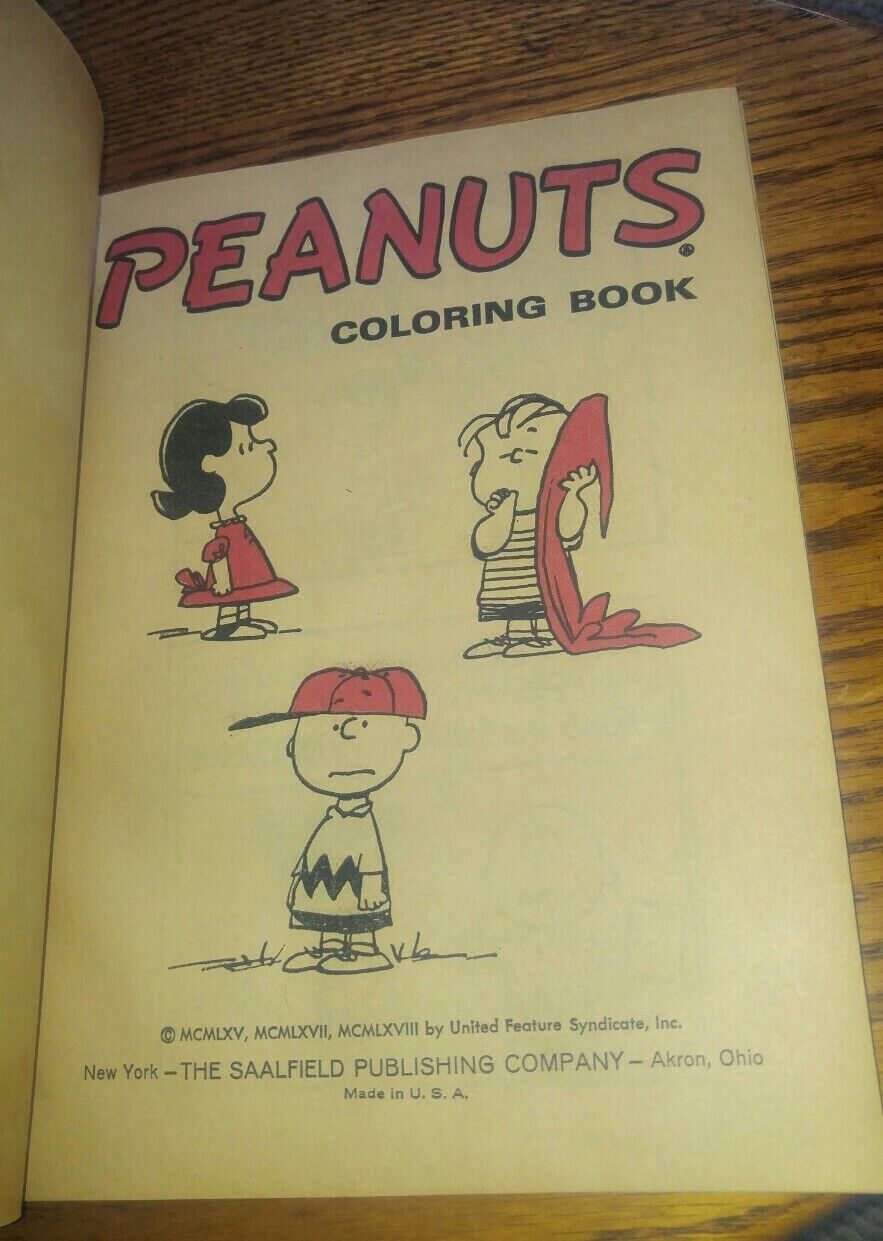 PEANUTS®
COLORING BOOK
© MCMLXV, MCMLXVII, MCMLXVIII by United Feature Syndicate, Inc.
New York — THE SAALFIELD PUBLISHING COMPANY — Akron, Ohio
Made in U. S. A.